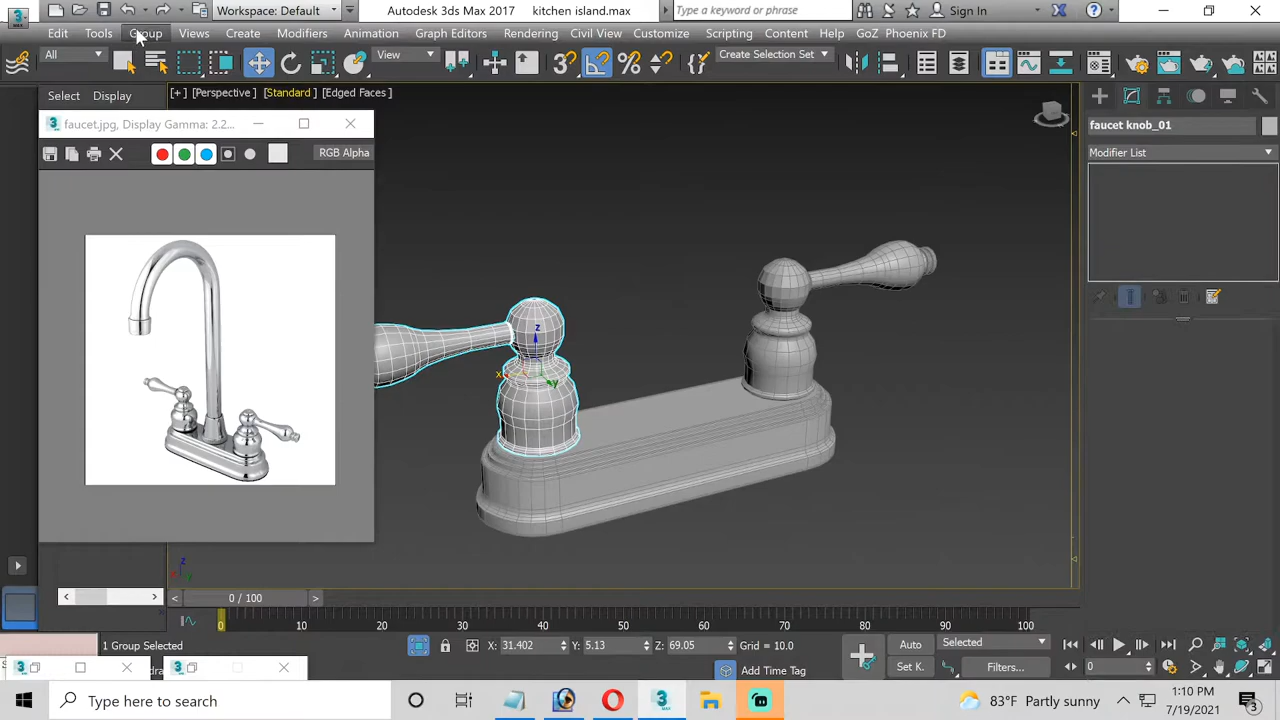 Workspace: Default
Autodesk 3ds Max 2017
kitchen island.max
Type a keyword or phrase
Sign In
Edit
Tools
Group
Views
Create
Modifiers
Animation
Graph Editors
Rendering
Civil View
Customize
Scripting
Content
Help
GoZ
Phoenix FD
All
View
3
Create Selection Set
Select
Display
[+] [Perspective] [Standard] [Edged Faces]
faucet.jpg, Display Gamma: 2.2...
RGB Alpha
faucet knob_01
Modifier List
z
x
y
z
y
0 / 100
0
10
20
30
40
50
60
70
80
90
100
1 Group Selected
X: 31.402
Y: 5.13
Z: 69.05
Grid = 10.0
Add Time Tag
Auto
Selected
Set K.
Filters...
0
Type here to search
83°F Partly sunny
1:10 PM
7/19/2021
3